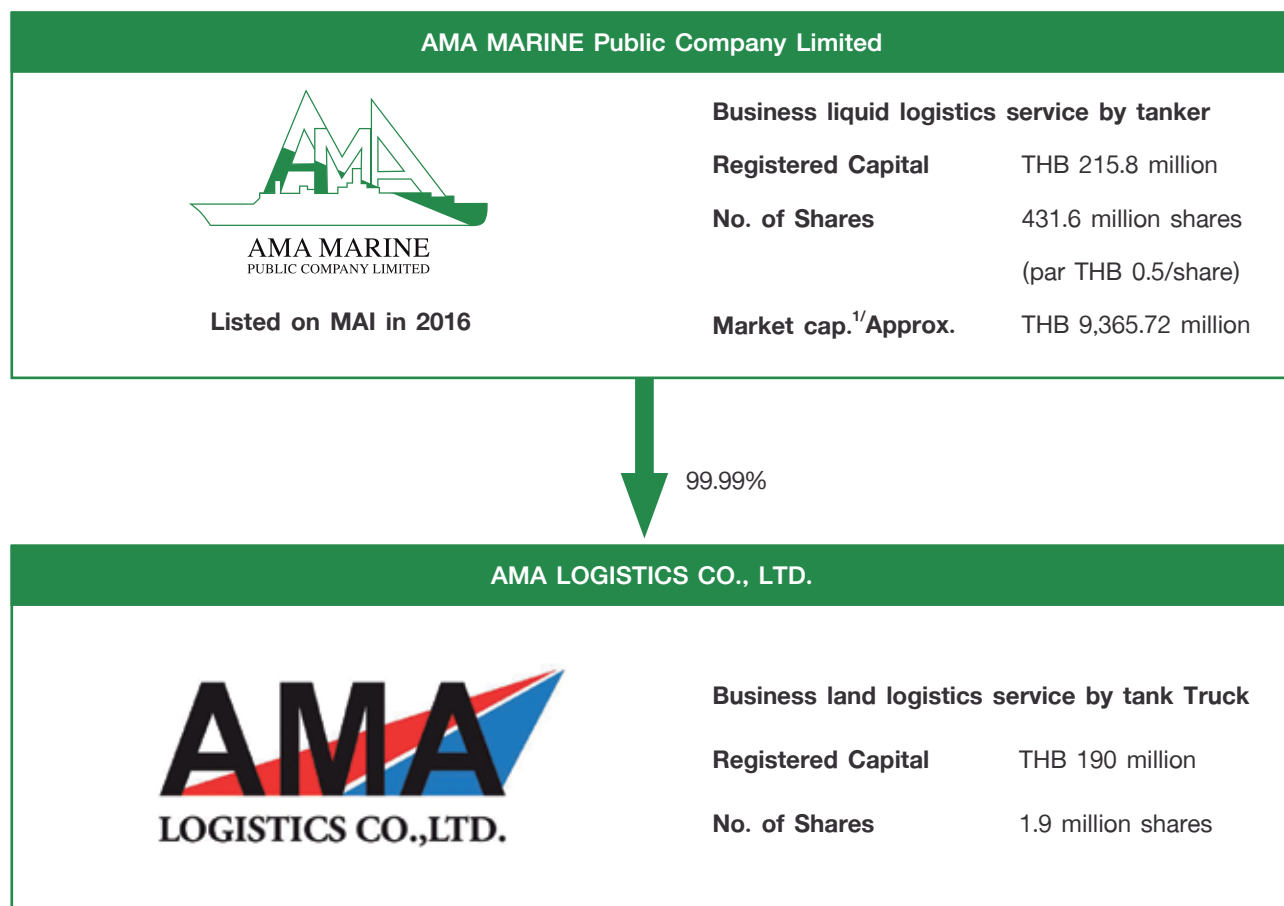 AMA MARINE Public Company Limited
AMA
AMA MARINE
PUBLIC COMPANY LIMITED
Listed on MAI in 2016
Business liquid logistics service by tanker
Registered Capital THB 215.8 million
No. of Shares 431.6 million shares
(par THB 0.5/share)
Market cap.1/Approx. THB 9,365.72 million
99.99%
AMA LOGISTICS CO., LTD.
AMA
LOGISTICS CO.,LTD.
Business land logistics service by tank Truck
Registered Capital THB 190 million
No. of Shares 1.9 million shares